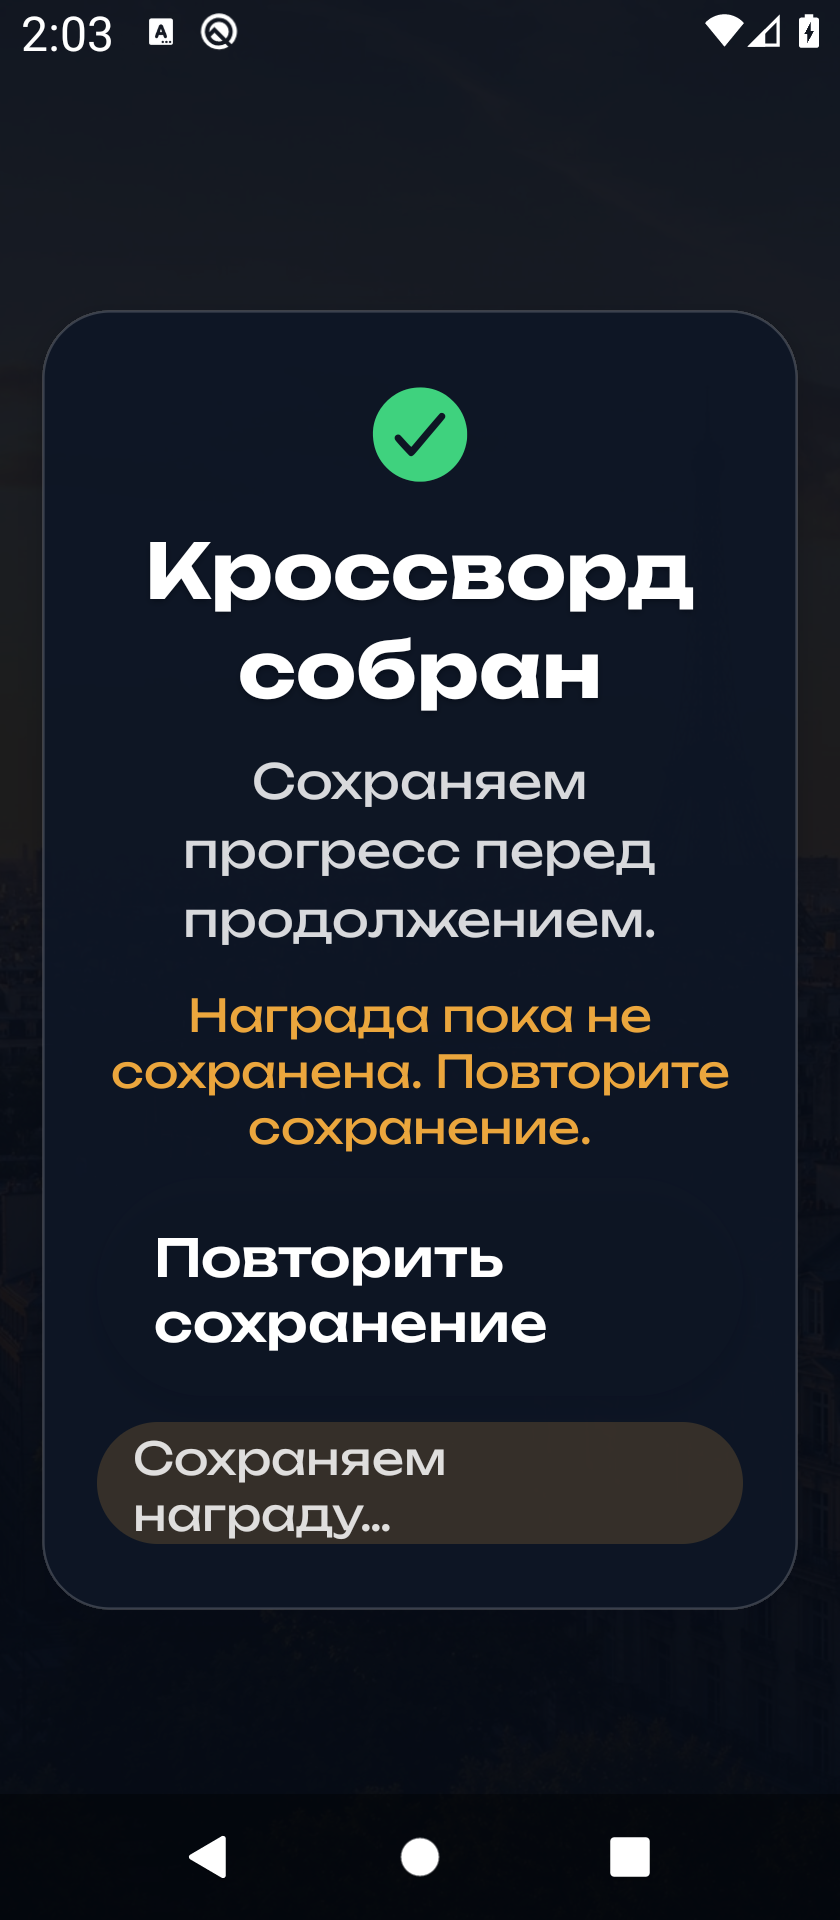 2:03
Кроссворд
собран
Сохраняем
прогресс перед
продолжением.
Награда пока не
сохранена. Повторите
сохранение.
Повторить
сохранение
Сохраняем
награду...